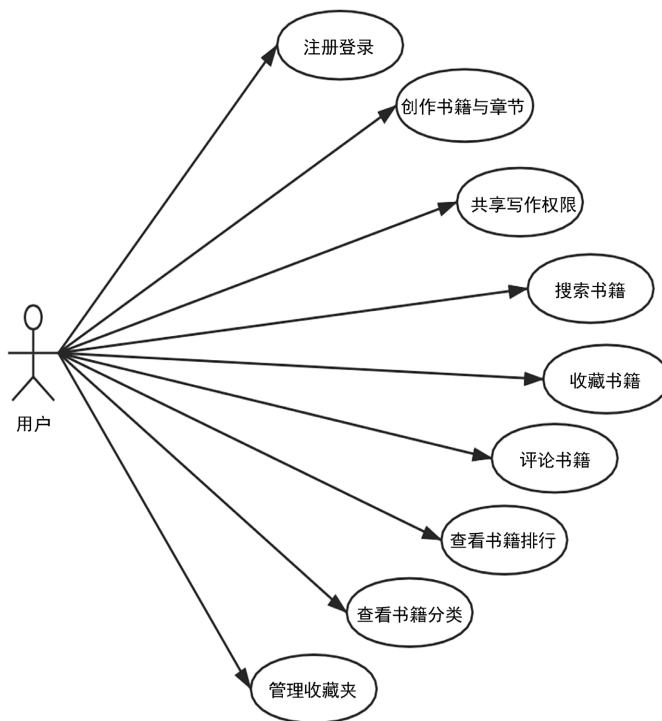 注册登录
创作书籍与章节
共享写作权限
搜索书籍
收藏书籍
用户
评论书籍
查看书籍排行
查看书籍分类
管理收藏夹